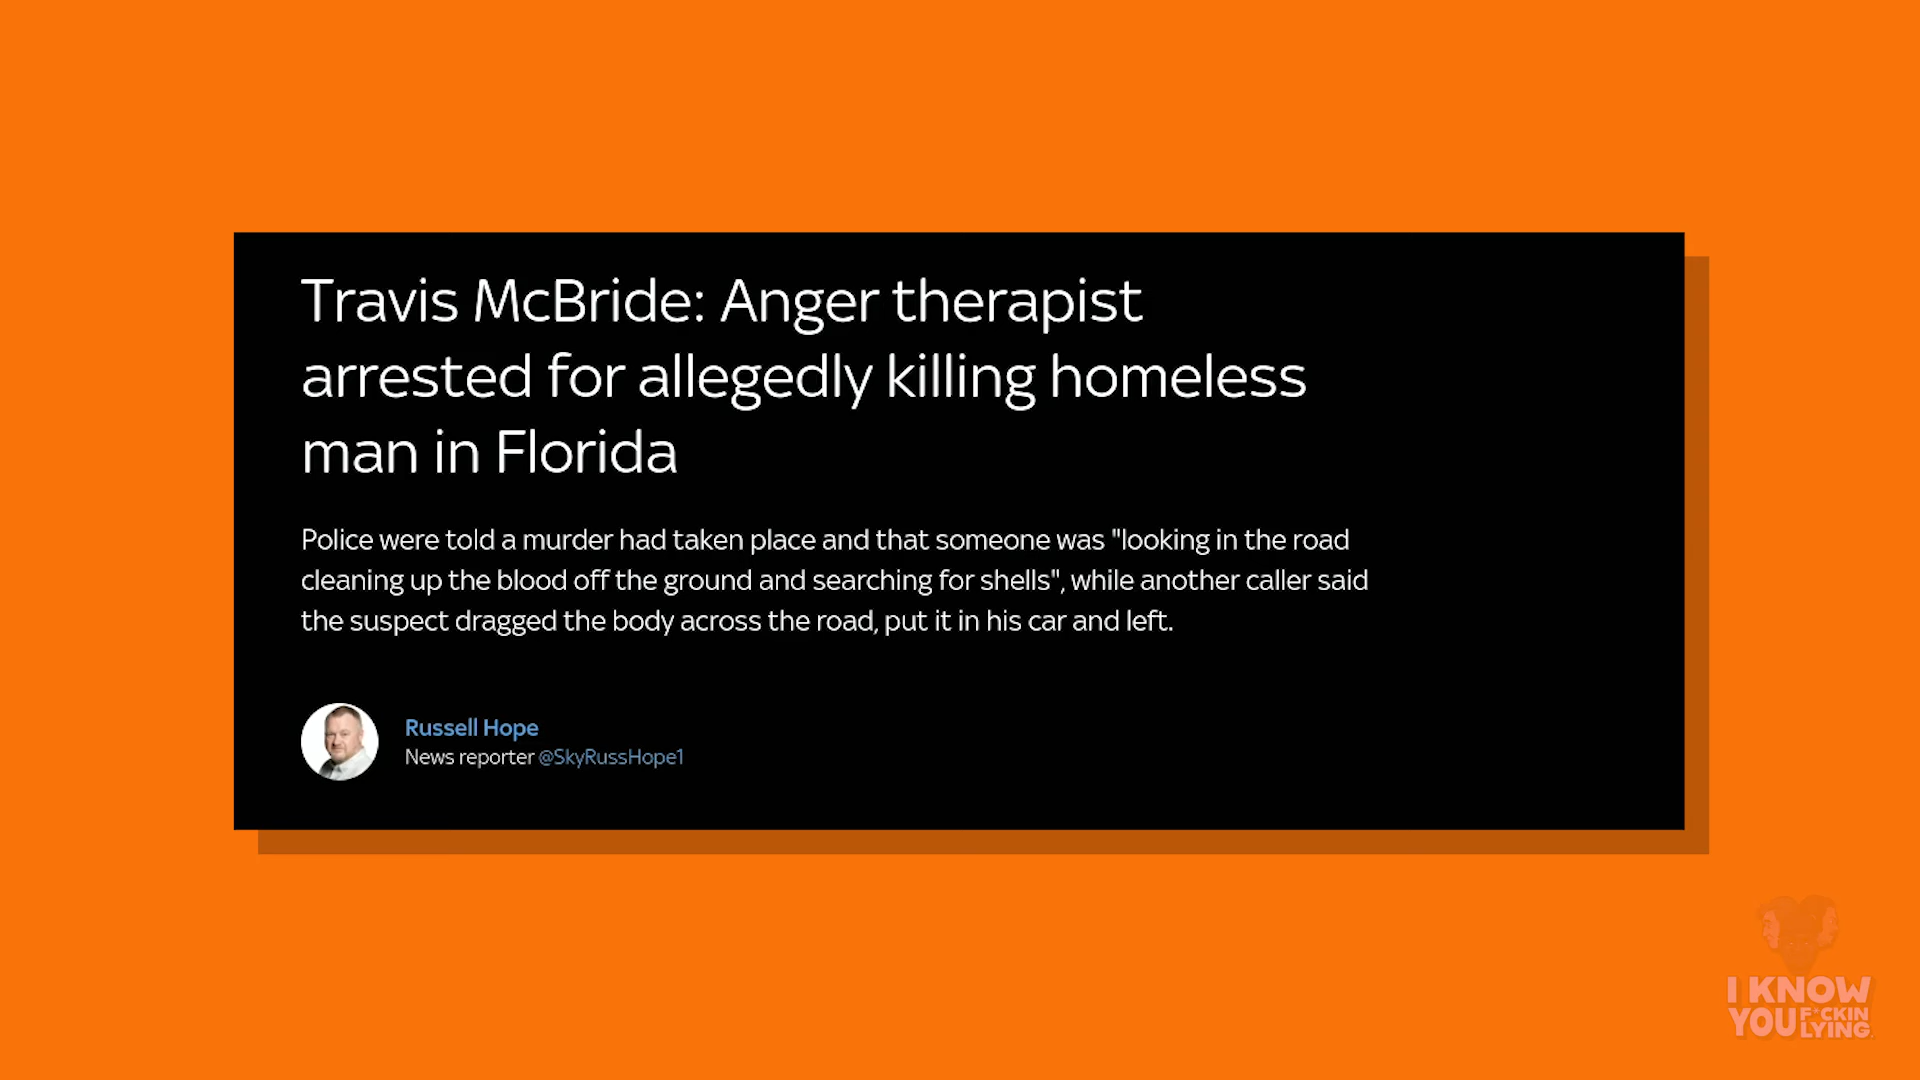 Travis McBride: Anger therapist
arrested for allegedly killing homeless
man in Florida
Police were told a murder had taken place and that someone was "looking in the road
cleaning up the blood off the ground and searching for shells", while another caller said
the suspect dragged the body across the road, put it in his car and left.
Russell Hope
News reporter @SkyRussHope1
I KNOW
YOU F*CKIN
LYING.